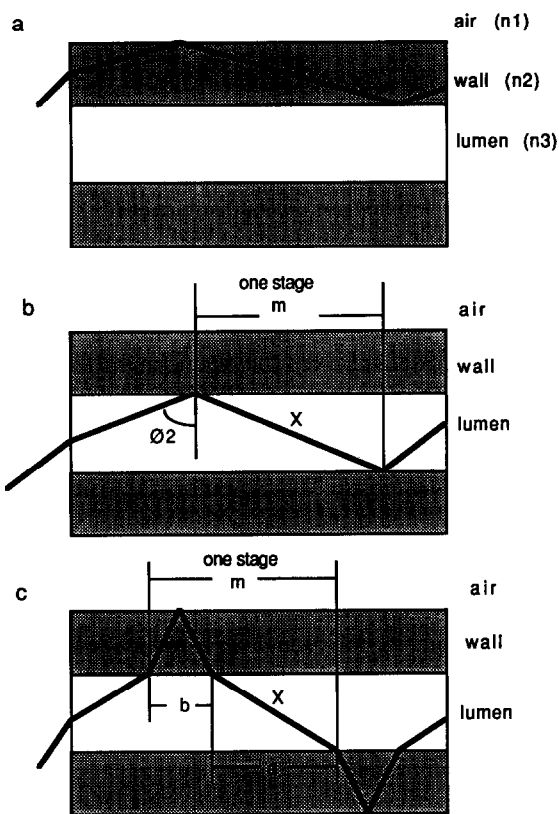 a
air (n1)
wall (n2)
lumen (n3)
b
one stage
m
air
wall
Ø2
X
lumen
c
one stage
m
air
wall
b
X
lumen